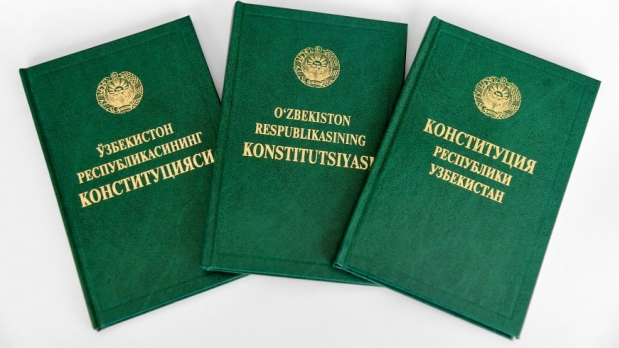 ЎЗБЕКИСТОН
РЕСПУБЛИКАСИНИНГ
КОНСТИТУЦИЯСИ
O‘ZBEKISTON
RESPUBLIKASINING
KONSTITUTSIYASI
КОНСТИТУЦИЯ
РЕСПУБЛИКИ
УЗБЕКИСТАН